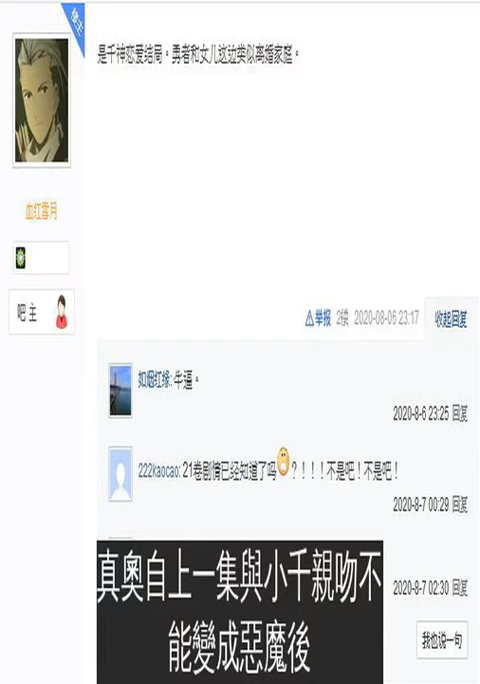 楼主
是千神恋爱结局。勇者和女儿这边类似离婚家庭。
血红雪月
吧主
举报 2楼 2020-08-06 23:17 收起回复
如烟红缘: 牛逼。
2020-8-6 23:25 回复
222kaocao: 21卷剧情已经知道了吗？！！！不是吧！不是吧！
2020-8-7 00:29 回复
2020-8-7 02:30 回复
我也说一句
真奧自上一集與小千親吻不
能變成惡魔後